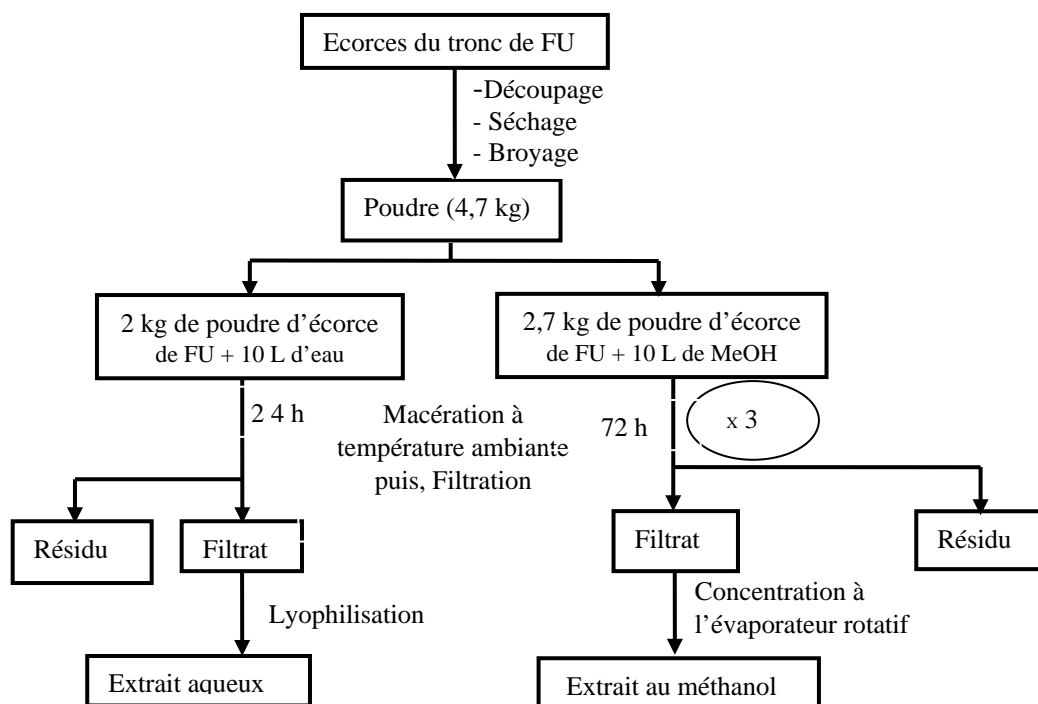 Ecorces du tronc de FU
-Découpage
- Séchage
- Broyage
Poudre (4,7 kg)
2 kg de poudre d’écorce
de FU + 10 L d’eau
2,7 kg de poudre d’écorce
de FU + 10 L de MeOH
2 4 h
Macération à
température ambiante
puis, Filtration
72 h
x 3
Résidu
Filtrat
Filtrat
Résidu
Lyophilisation
Concentration à
l’évaporateur rotatif
Extrait aqueux
Extrait au méthanol